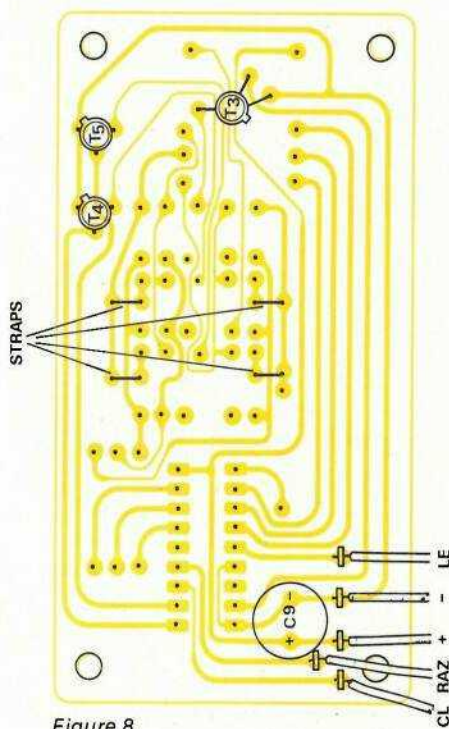 STRAPS
T5
T4
T3
+ C9 -
LE
-
+
RAZ
CL
Figure 8